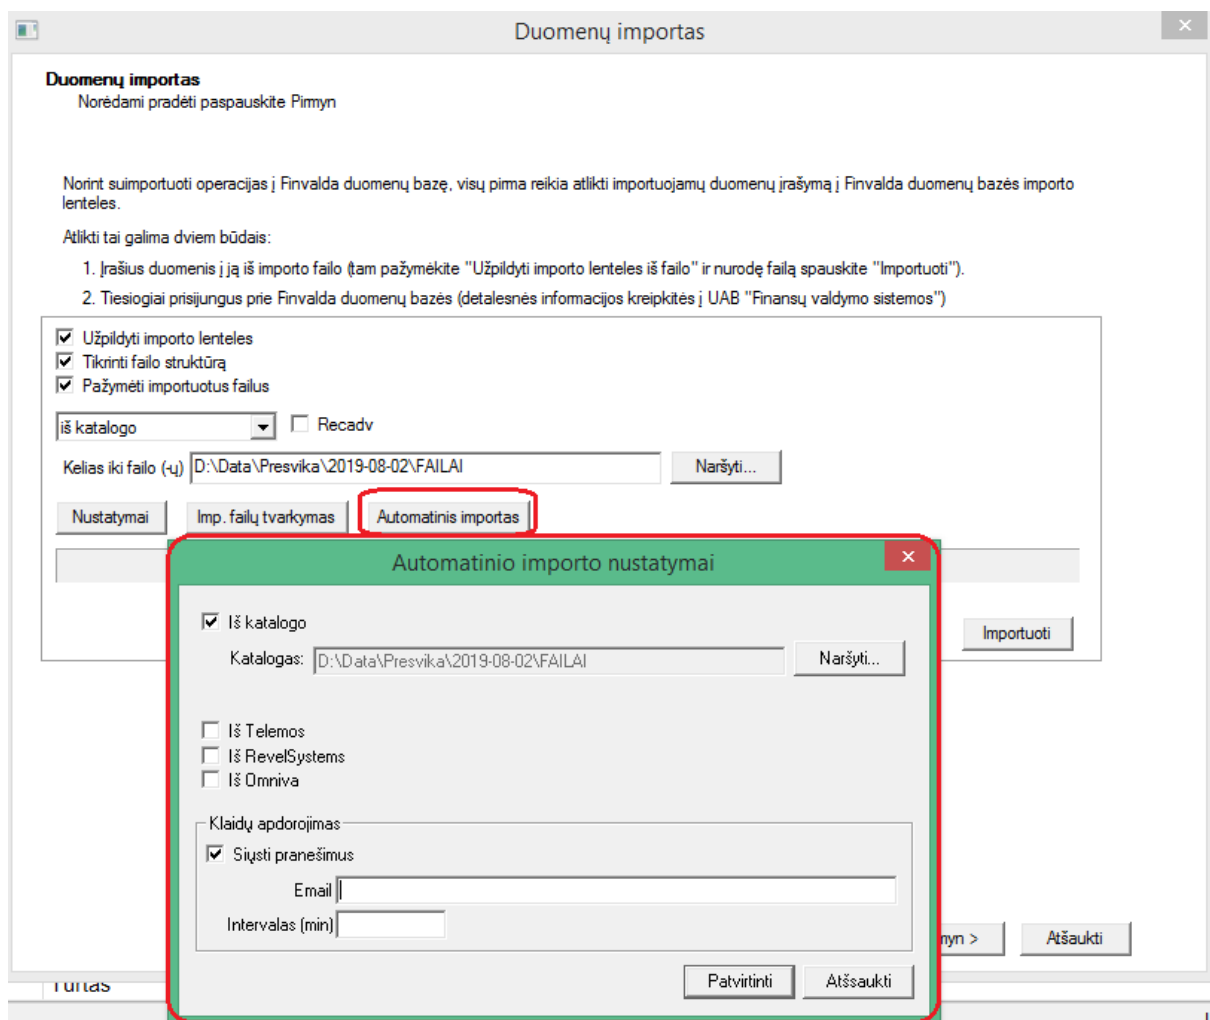 Duomenų importas
Duomenų importas
Norėdami pradėti paspauskite Pirmyn
Norint suimportuoti operacijas į Finvalda duomenų bazę, visų pirma reikia atlikti importuojamų duomenų įrašymą į Finvalda duomenų bazės importo
lenteles.
Atlikti tai galima dviem būdais:
1. Įrašius duomenis į ją iš importo failo (tam pažymėkite "Užpildyti importo lenteles iš failo" ir nurodę failą spauskite "Importuoti").
2. Tiesiogiai prisijungus prie Finvalda duomenų bazės (detalesnės informacijos kreipkitės į UAB "Finansų valdymo sistemos")
Užpildyti importo lenteles
Tikrinti failo struktūrą
Pažymėti importuotus failus
iš katalogo Recadv
Kelias iki failo (-ų) D:\Data\Presvika\2019-08-02\FAILAI Naršyti...
Nustatymai Imp. failų tvarkymas Automatinis importas
Automatinio importo nustatymai
Iš katalogo
Importuoti
Katalogas: D:\Data\Presvika\2019-08-02\FAILAI Naršyti...
Iš Telemos
Iš RevelSystems
Iš Omniva
Klaidų apdorojimas
Siųsti pranešimus
Email
Intervalas (min)
myn > Atšaukti
Patvirtinti Atšsaukti
Turtas